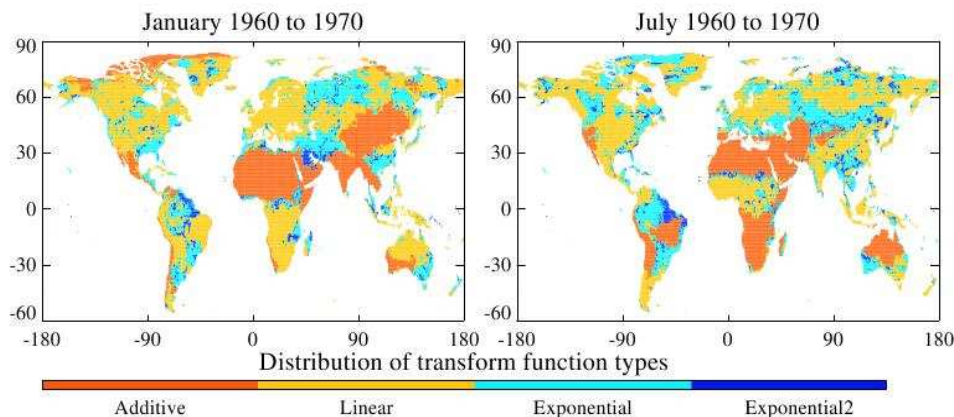 January 1960 to 1970
July 1960 to 1970
90
60
30
0
-30
-60
-180 -90 0 90 180
90
60
30
0
-30
-60
-180 -90 0 90 180
Distribution of transform function types
Additive Linear Exponential Exponential2